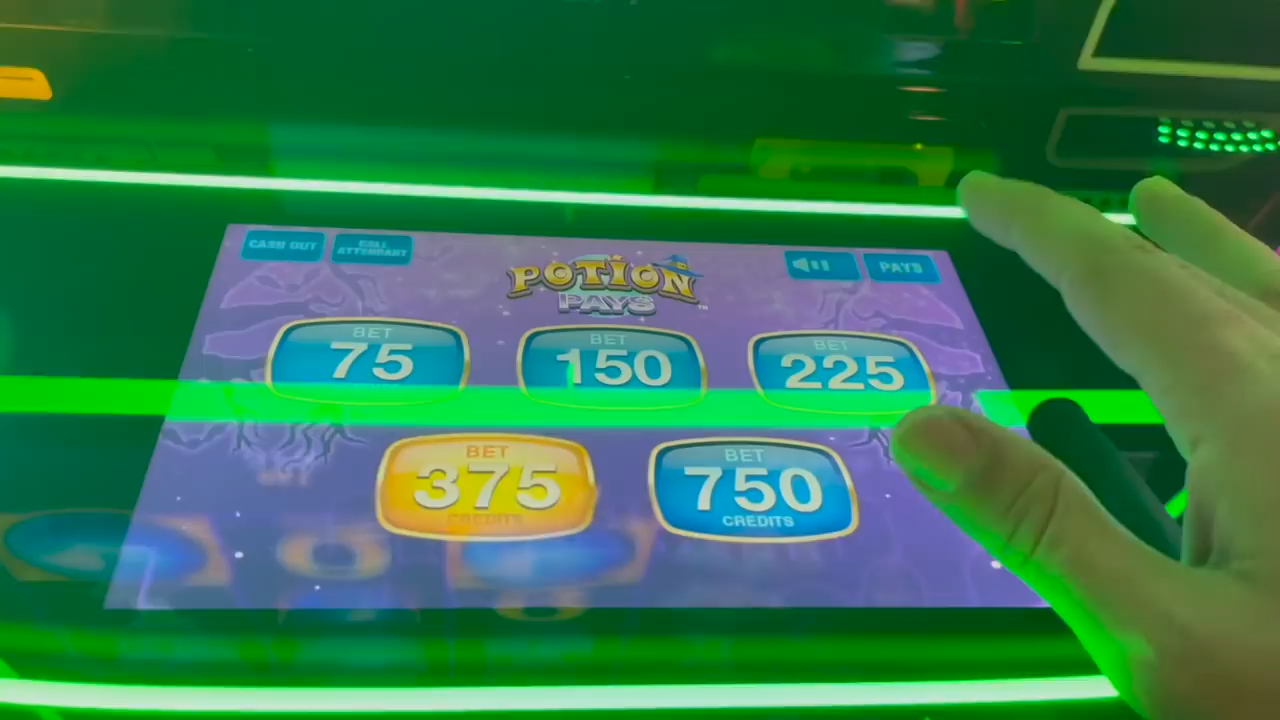 CASH OUT
CALL
ATTENDANT
POTION
PAYS
PAYS
BET
75
BET
150
BET
225
BET
375
CREDITS
BET
750
CREDITS